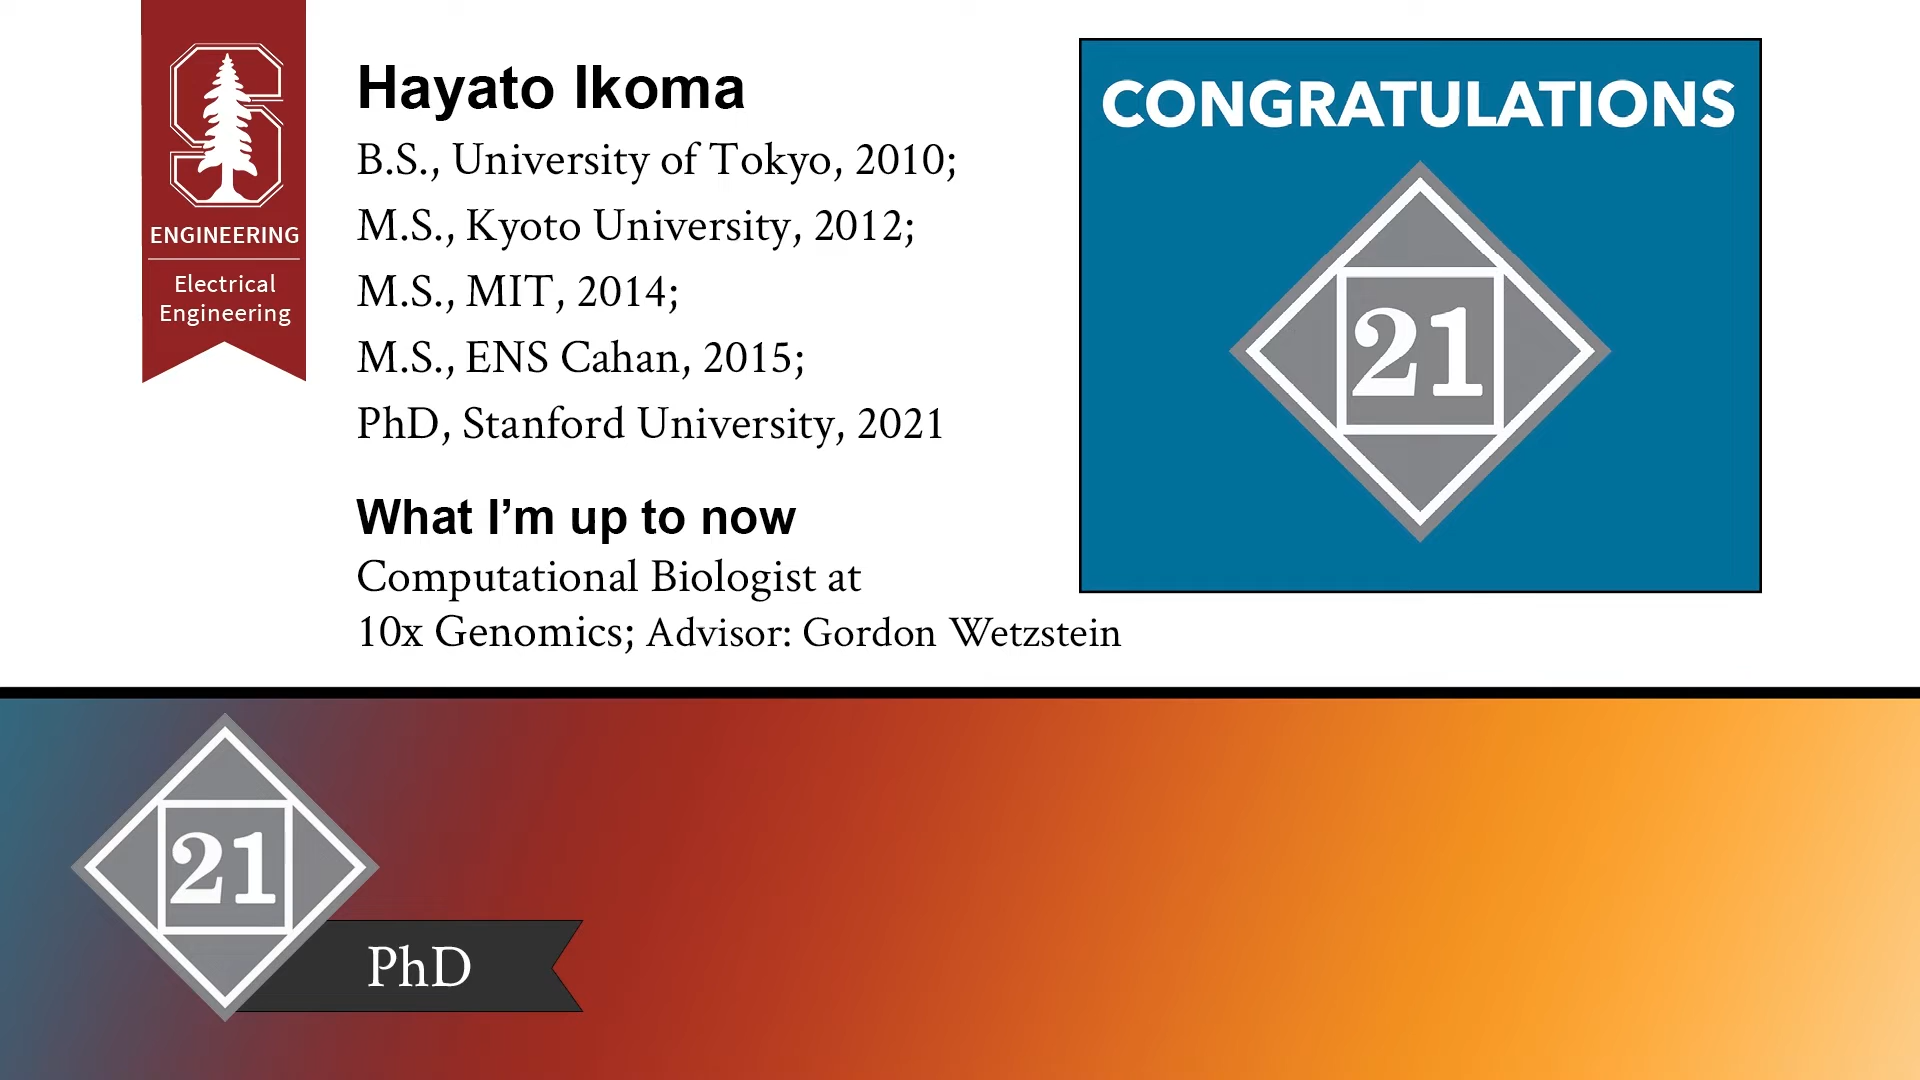 ENGINEERING
Electrical
Engineering
Hayato Ikoma
B.S., University of Tokyo, 2010;
M.S., Kyoto University, 2012;
M.S., MIT, 2014;
M.S., ENS Cahan, 2015;
PhD, Stanford University, 2021
What I’m up to now
Computational Biologist at
10x Genomics; Advisor: Gordon Wetzstein
CONGRATULATIONS
21
21
PhD